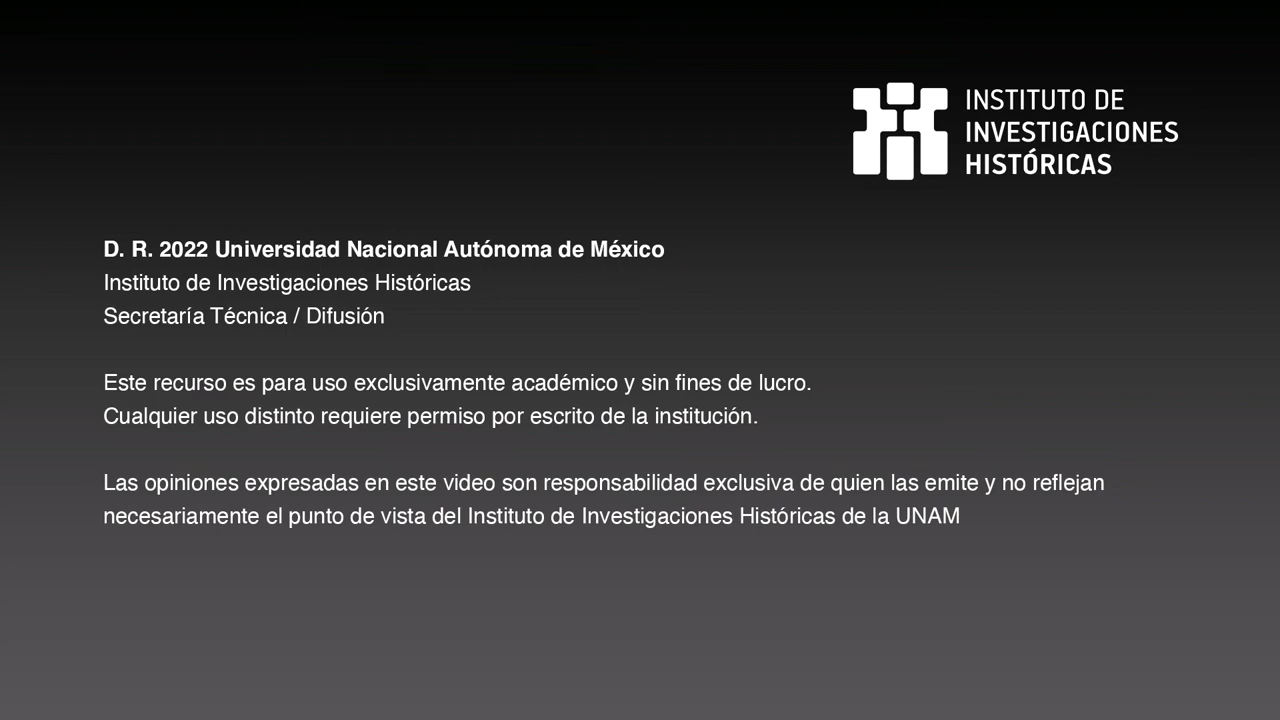 INSTITUTO DE
INVESTIGACIONES
HISTÓRICAS
D. R. 2022 Universidad Nacional Autónoma de México
Instituto de Investigaciones Históricas
Secretaría Técnica / Difusión
Este recurso es para uso exclusivamente académico y sin fines de lucro.
Cualquier uso distinto requiere permiso por escrito de la institución.
Las opiniones expresadas en este video son responsabilidad exclusiva de quien las emite y no reflejan
necesariamente el punto de vista del Instituto de Investigaciones Históricas de la UNAM